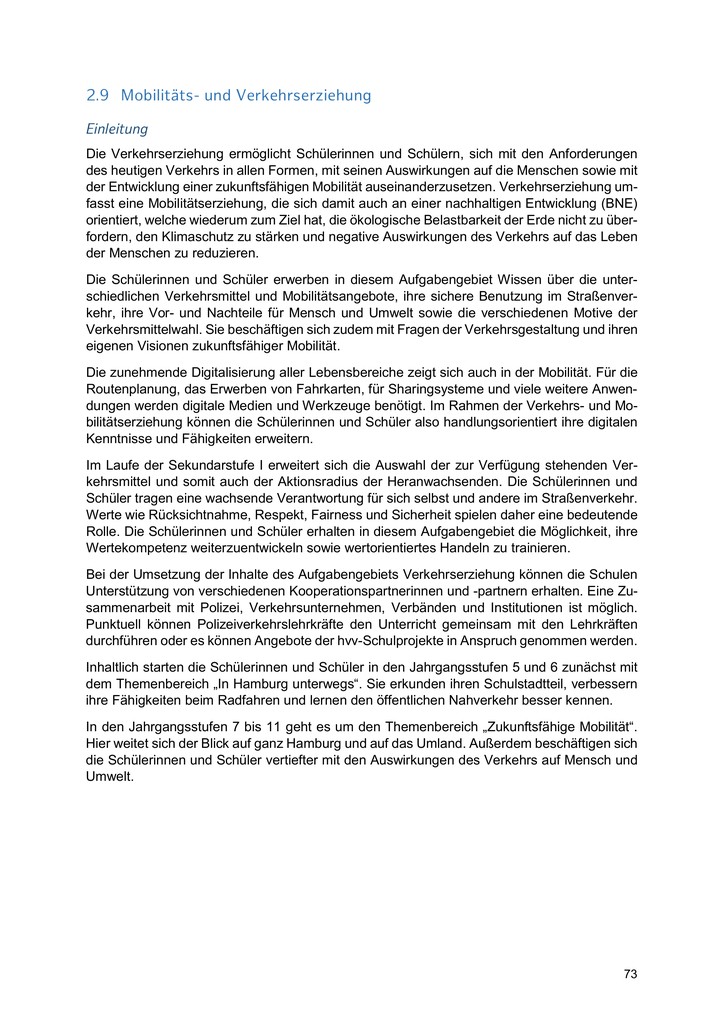 2.9 Mobilitäts- und Verkehrserziehung
Einleitung
Die Verkehrserziehung ermöglicht Schülerinnen und Schülern, sich mit den Anforderungen
des heutigen Verkehrs in allen Formen, mit seinen Auswirkungen auf die Menschen sowie mit
der Entwicklung einer zukunftsfähigen Mobilität auseinanderzusetzen. Verkehrserziehung um-
fasst eine Mobilitätserziehung, die sich damit auch an einer nachhaltigen Entwicklung (BNE)
orientiert, welche wiederum zum Ziel hat, die ökologische Belastbarkeit der Erde nicht zu über-
fordern, den Klimaschutz zu stärken und negative Auswirkungen des Verkehrs auf das Leben
der Menschen zu reduzieren.
Die Schülerinnen und Schüler erwerben in diesem Aufgabengebiet Wissen über die unter-
schiedlichen Verkehrsmittel und Mobilitätsangebote, ihre sichere Benutzung im Straßenver-
kehr, ihre Vor- und Nachteile für Mensch und Umwelt sowie die verschiedenen Motive der
Verkehrsmittelwahl. Sie beschäftigen sich zudem mit Fragen der Verkehrsgestaltung und ihren
eigenen Visionen zukunftsfähiger Mobilität.
Die zunehmende Digitalisierung aller Lebensbereiche zeigt sich auch in der Mobilität. Für die
Routenplanung, das Erwerben von Fahrkarten, für Sharingsysteme und viele weitere Anwen-
dungen werden digitale Medien und Werkzeuge benötigt. Im Rahmen der Verkehrs- und Mo-
bilitätserziehung können die Schülerinnen und Schüler also handlungsorientiert ihre digitalen
Kenntnisse und Fähigkeiten erweitern.
Im Laufe der Sekundarstufe I erweitert sich die Auswahl der zur Verfügung stehenden Ver-
kehrsmittel und somit auch der Aktionsradius der Heranwachsenden. Die Schülerinnen und
Schüler tragen eine wachsende Verantwortung für sich selbst und andere im Straßenverkehr.
Werte wie Rücksichtnahme, Respekt, Fairness und Sicherheit spielen daher eine bedeutende
Rolle. Die Schülerinnen und Schüler erhalten in diesem Aufgabengebiet die Möglichkeit, ihre
Wertekompetenz weiterzuentwickeln sowie wertorientiertes Handeln zu trainieren.
Bei der Umsetzung der Inhalte des Aufgabengebiets Verkehrserziehung können die Schulen
Unterstützung von verschiedenen Kooperationspartnerinnen und -partnern erhalten. Eine Zu-
sammenarbeit mit Polizei, Verkehrsunternehmen, Verbänden und Institutionen ist möglich.
Punktuell können Polizeiverkehrslehrkräfte den Unterricht gemeinsam mit den Lehrkräften
durchführen oder es können Angebote der hvv-Schulprojekte in Anspruch genommen werden.
Inhaltlich starten die Schülerinnen und Schüler in den Jahrgangsstufen 5 und 6 zunächst mit
dem Themenbereich „In Hamburg unterwegs“. Sie erkunden ihren Schulstadtteil, verbessern
ihre Fähigkeiten beim Radfahren und lernen den öffentlichen Nahverkehr besser kennen.
In den Jahrgangsstufen 7 bis 11 geht es um den Themenbereich „Zukunftsfähige Mobilität“.
Hier weitet sich der Blick auf ganz Hamburg und auf das Umland. Außerdem beschäftigen sich
die Schülerinnen und Schüler vertiefter mit den Auswirkungen des Verkehrs auf Mensch und
Umwelt.
73